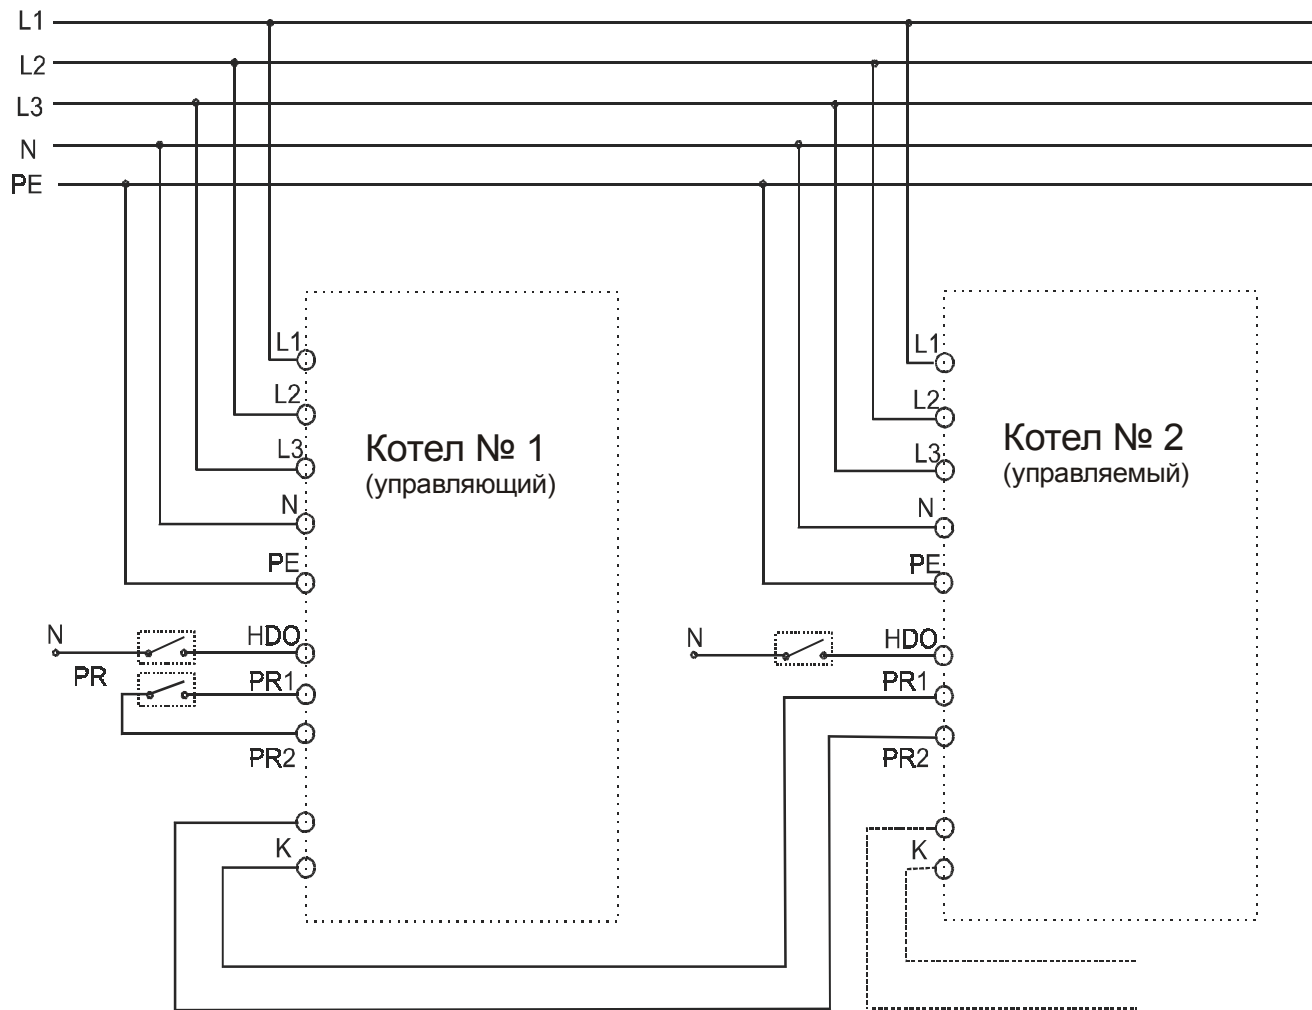 L1
L2
L3
N
PE
L1
L2
L3
N
PE
HDO
PR1
PR2
K
N
PR
Котел № 1
(управляющий)
L1
L2
L3
N
PE
HDO
PR1
PR2
K
N
Котел № 2
(управляемый)